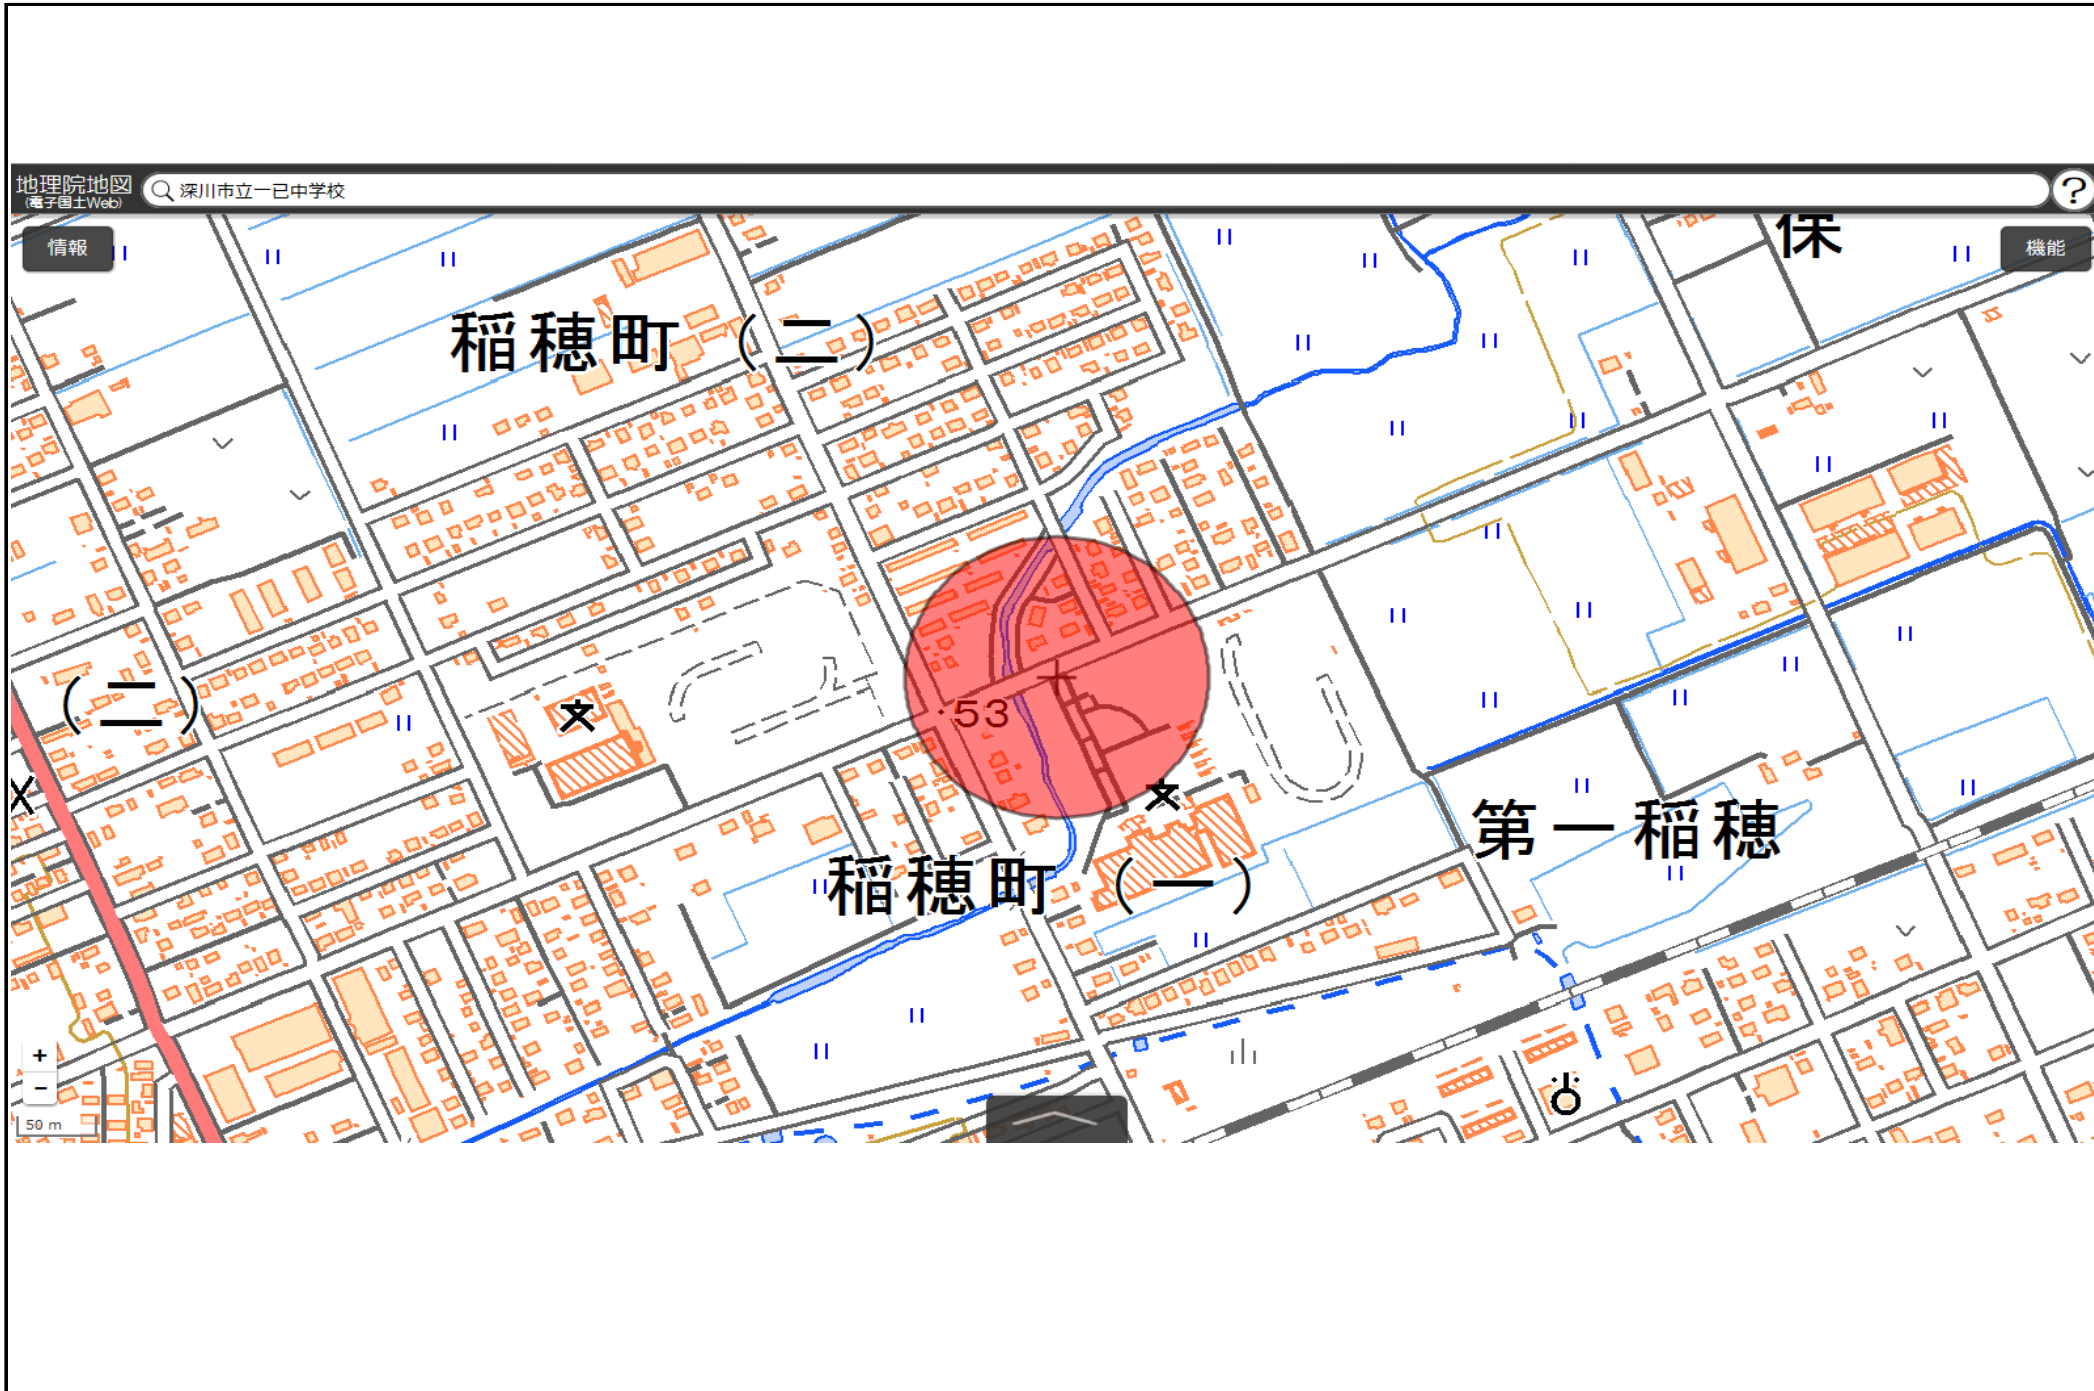 地理院地図
(電子国土Web)
深川市立一已中学校
?
情報
機能
保
稲穂町（二）
（二）
53
第一稲穂
稲穂町（一）
+
−
50 m